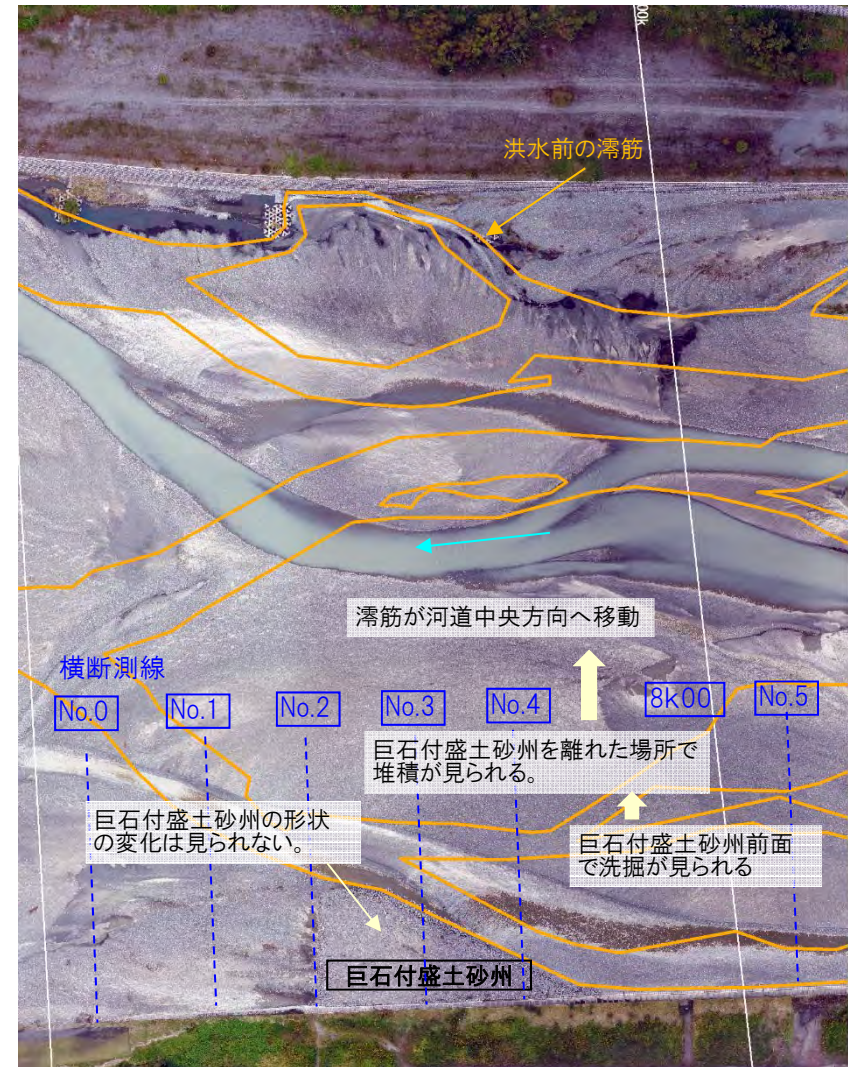 00k
洪水前の澪筋
澪筋が河道中央方向へ移動
横断測線
No.0
No.1
No.2
No.3
No.4
8k00
No.5
巨石付盛土砂州を離れた場所で
堆積が見られる。
巨石付盛土砂州の形状
の変化は見られない。
巨石付盛土砂州前面
で洗掘が見られる
巨石付盛土砂州